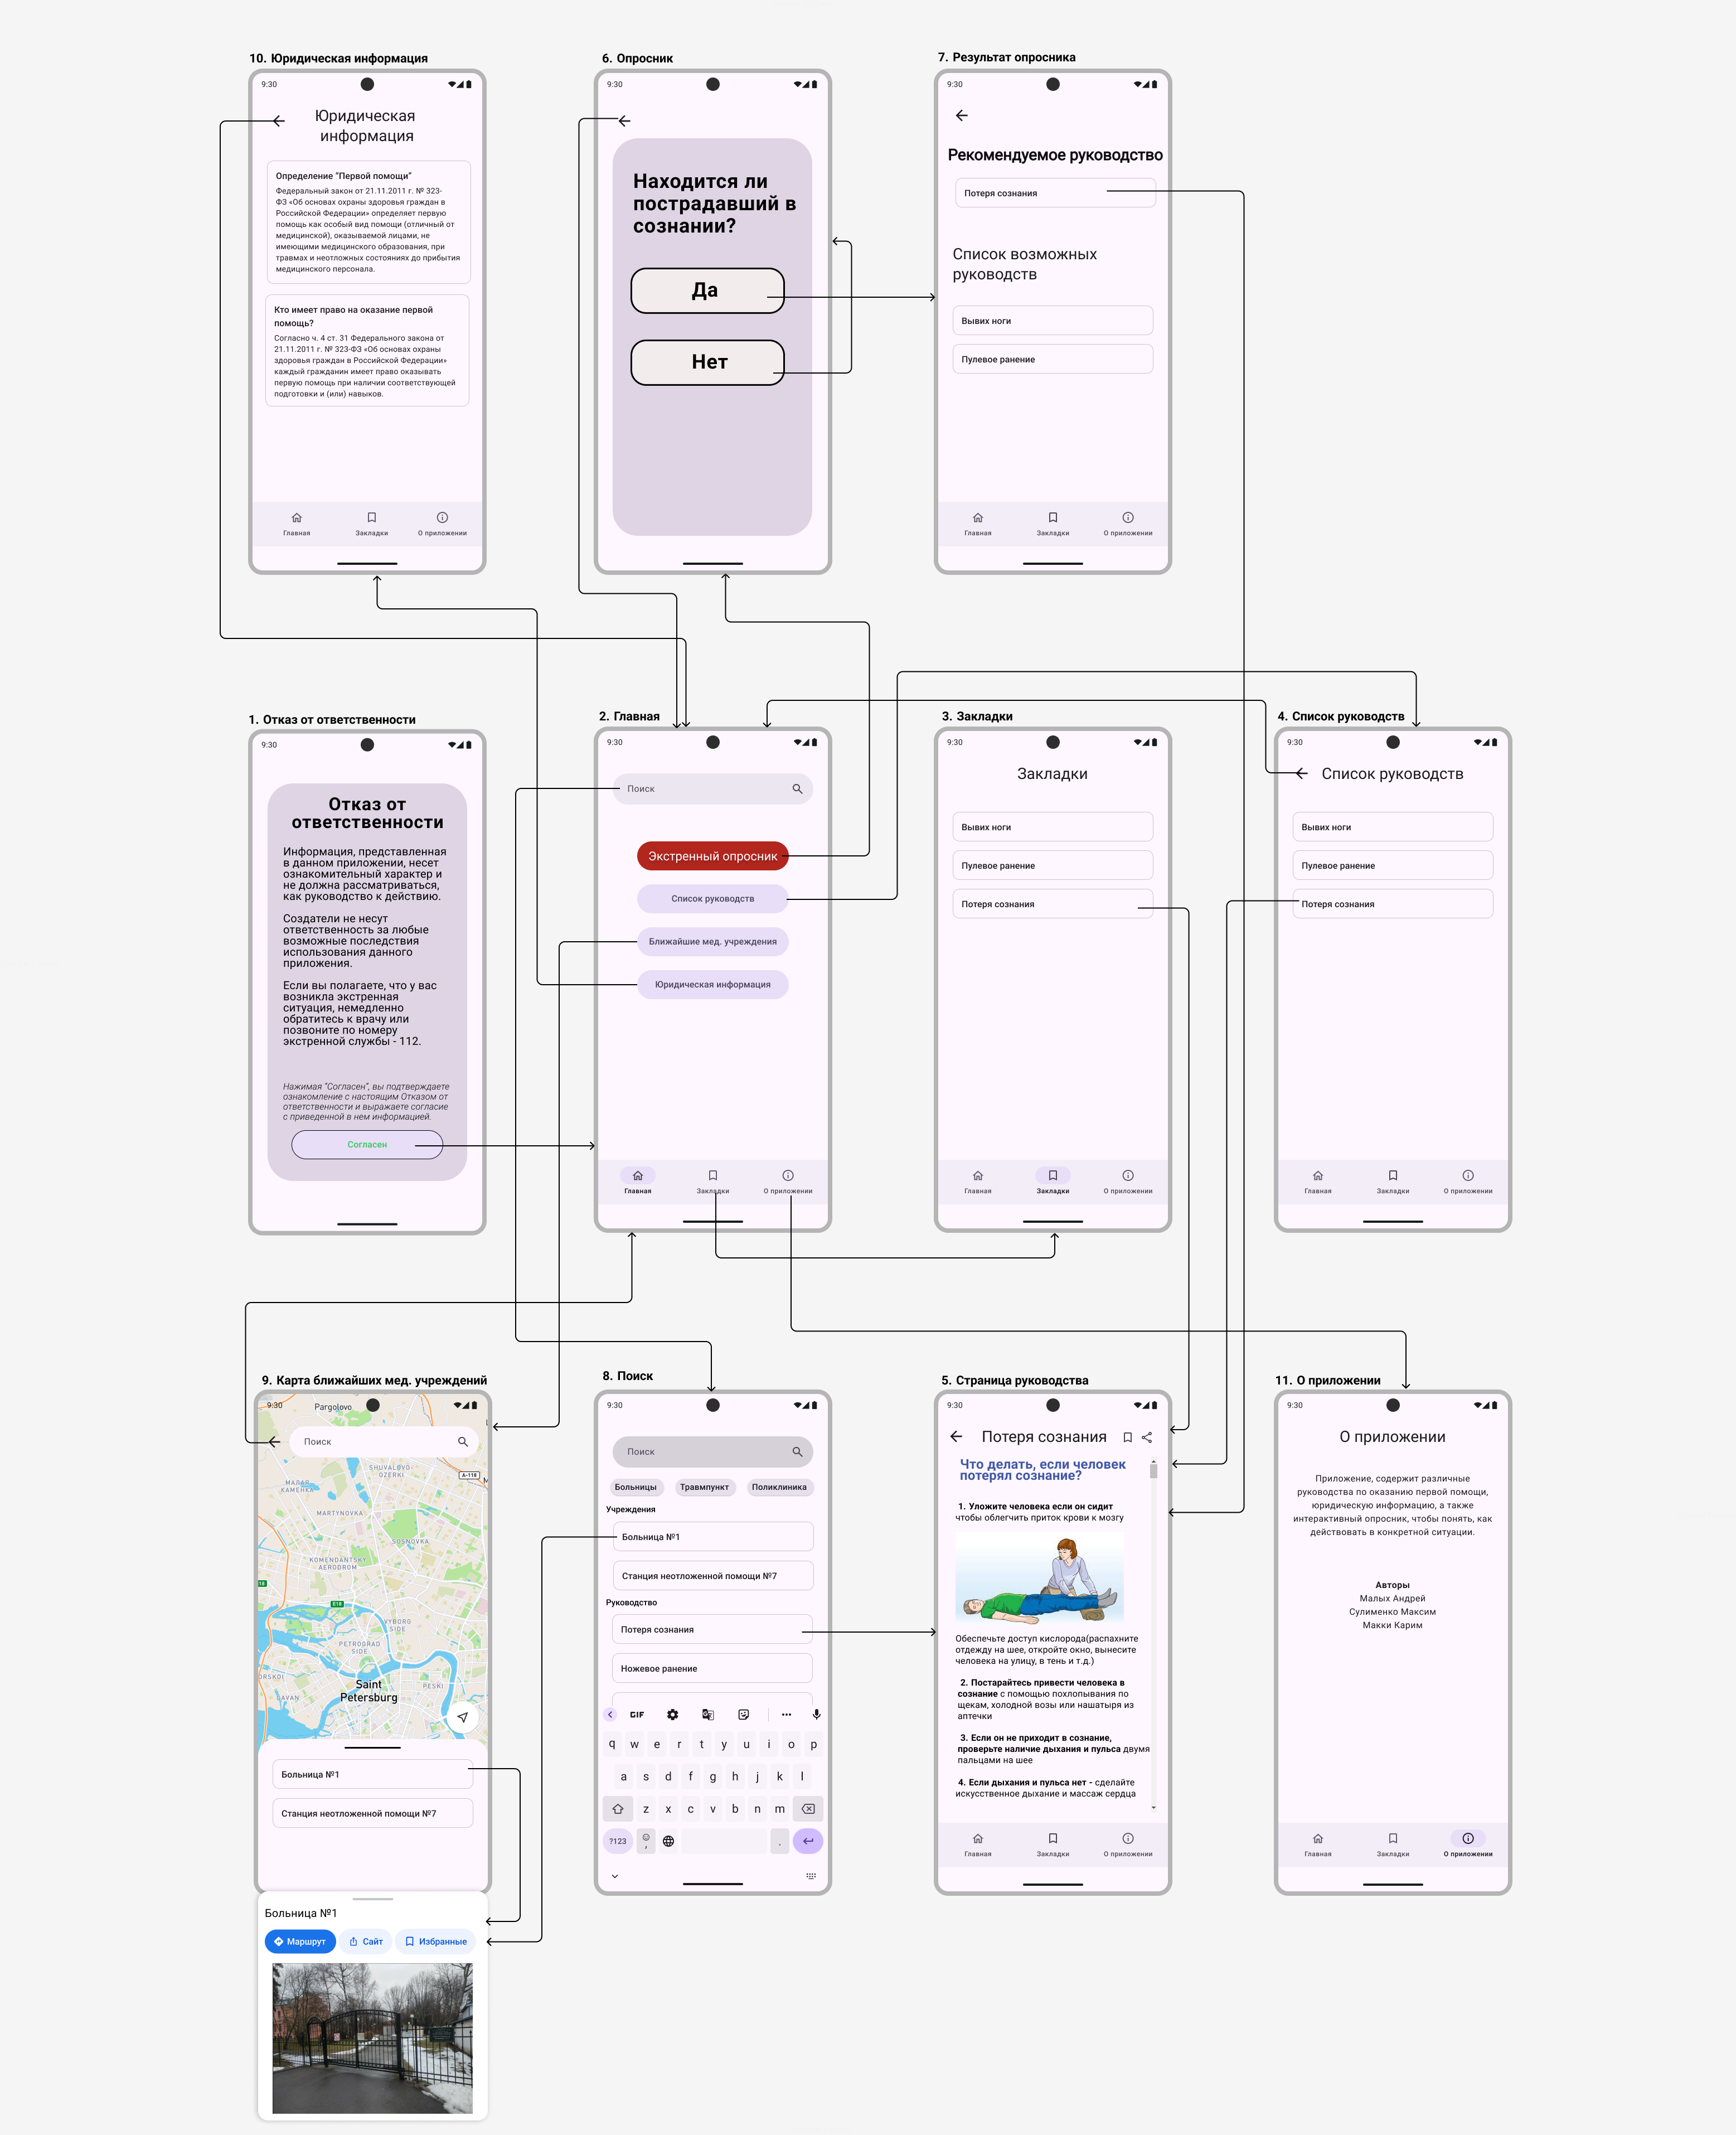 10. Юридическая информация
9:30
Юридическая
информация
Определение "Первой помощи"
Федеральный закон от 21.11.2011 г. № 323-
ФЗ «Об основах охраны здоровья граждан в
Российской Федерации» определяет первую
помощь как особый вид помощи (отличный от
медицинской), оказываемой лицами, не
имеющими медицинского образования, при
травмах и неотложных состояниях до прибытия
медицинского персонала.
Кто имеет право на оказание первой
помощь?
Согласно ч. 4 ст. 31 Федерального закона от
21.11.2011 г. № 323-ФЗ «Об основах охраны
здоровья граждан в Российской Федерации»
каждый гражданин имеет право оказывать
первую помощь при наличии соответствующей
подготовки и (или) навыков.
Главная
Закладки
О приложении
6. Опросник
9:30
Находится ли
пострадавший в
сознании?
Да
Нет
7. Результат опросника
9:30
Рекомендуемое руководство
Потеря сознания
Список возможных
руководств
Вывих ноги
Пулевое ранение
Главная
Закладки
О приложении
1. Отказ от ответственности
9:30
Отказ от
ответственности
Информация, представленная
в данном приложении, несет
ознакомительный характер и
не должна рассматриваться,
как руководство к действию.
Создатели не несут
ответственность за любые
возможные последствия
использования данного
приложения.
Если вы полагаете, что у вас
возникла экстренная
ситуация, немедленно
обратитесь к врачу или
позвоните по номеру
экстренной службы - 112.
Нажимая "Согласен", вы подтверждаете
ознакомление с настоящим Отказом от
ответственности и выражаете согласие
с приведенной в нем информацией.
Согласен
2. Главная
9:30
Поиск
Экстренный опросник
Список руководств
Ближайшие мед. учреждения
Юридическая информация
Главная
Закладки
О приложении
3. Закладки
9:30
Закладки
Вывих ноги
Пулевое ранение
Потеря сознания
Главная
Закладки
О приложении
4. Список руководств
9:30
Список руководств
Вывих ноги
Пулевое ранение
Потеря сознания
Главная
Закладки
О приложении
9. Карта ближайших мед. учреждений
9:30
Pargolovo
Поиск
SHUVALOVO-
OZERKI
A-118
МАЛАЯ
КАМЕНКА
MARTYNOVKA
SOSNOVKA
KOMENDANTSKY
AERODROM
18
E18
VYBORG
SIDE
PETROGRAD
SIDE
ORSKOI
GAVAN
Saint
Petersburg
PESKI
Больница №1
Станция неотложенной помощи №7
Больница №1
Маршрут
Сайт
Избранные
8. Поиск
9:30
Поиск
Больницы
Травмпункт
Поликлиника
Учреждения
Больница №1
Станция неотложенной помощи №7
Руководство
Потеря сознания
Ножевое ранение
GIF
q w e r t y u i o p
a s d f g h j k l
z x c v b n m
?123 , .
5. Страница руководства
9:30
Потеря сознания
Что делать, если человек
потерял сознание?
1. Уложите человека если он сидит
чтобы облегчить приток крови к мозгу
Обеспечьте доступ кислорода(распахните
отдежду на шее, откройте окно, вынесите
человека на улицу, в тень и т.д.)
2. Постарайтесь привести человека в
сознание с помощью похлопывания по
щекам, холодной возы или нашатыря из
аптечки
3. Если он не приходит в сознание,
проверьте наличие дыхания и пульса двумя
пальцами на шее
4. Если дыхания и пульса нет - сделайте
искусственное дыхание и массаж сердца
Главная
Закладки
О приложении
11. О приложении
9:30
О приложении
Приложение, содержит различные
руководства по оказанию первой помощи,
юридическую информацию, а также
интерактивный опросник, чтобы понять, как
действовать в конкретной ситуации.
Авторы
Малых Андрей
Сулименко Максим
Макки Карим
Главная
Закладки
О приложении